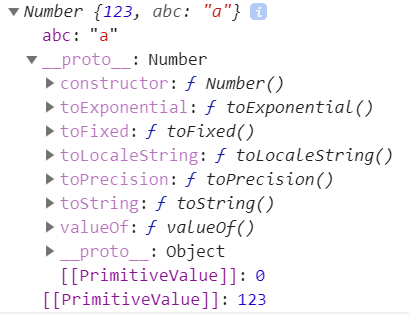 ▼ Number {123, abc: "a"} i
abc: "a"
▼ __proto__: Number
▶ constructor: ƒ Number()
▶ toExponential: ƒ toExponential()
▶ toFixed: ƒ toFixed()
▶ toLocaleString: ƒ toLocaleString()
▶ toPrecision: ƒ toPrecision()
▶ toString: ƒ toString()
▶ valueOf: ƒ valueOf()
▶ __proto__: Object
[[PrimitiveValue]]: 0
[[PrimitiveValue]]: 123